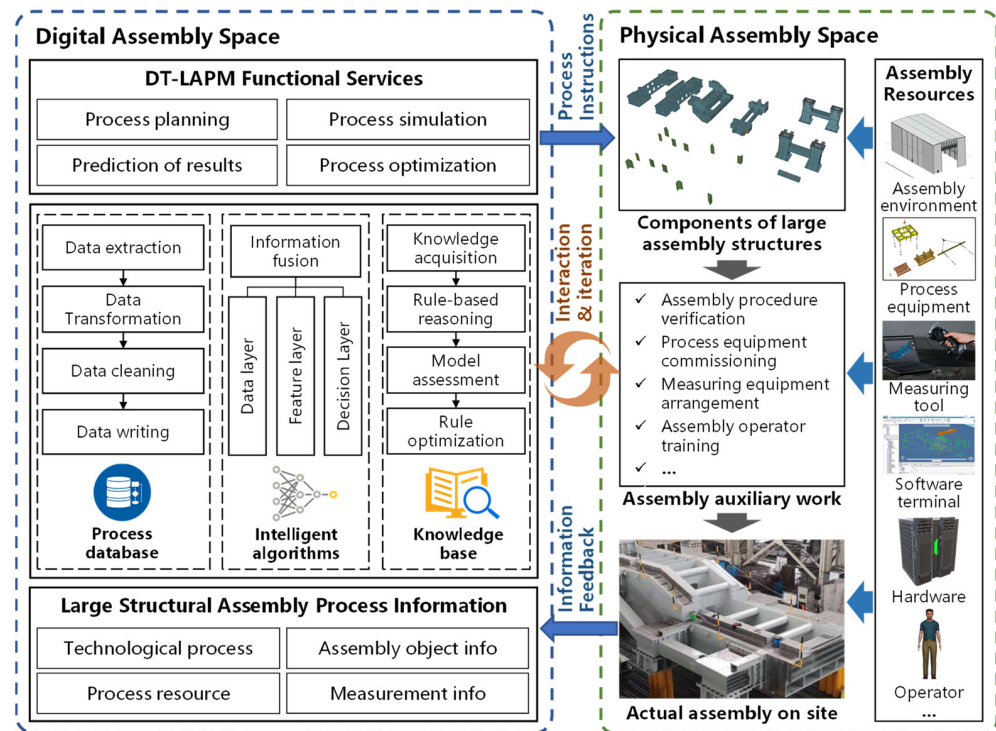 Digital Assembly Space
DT-LAPM Functional Services
Process planning
Process simulation
Prediction of results
Process optimization
Data extraction
Data
Transformation
Data cleaning
Data writing
Process
database
Information
fusion
Data layer
Feature layer
Decision Layer
Intelligent
algorithms
Knowledge
acquisition
Rule-based
reasoning
Model
assessment
Rule
optimization
Knowledge
base
Large Structural Assembly Process Information
Technological process
Assembly object info
Process resource
Measurement info
Process
Instructions
Interaction
& iteration
Information
Feedback
Physical Assembly Space
Components of large
assembly structures
✓ Assembly procedure
verification
✓ Process equipment
commissioning
✓ Measuring equipment
arrangement
✓ Assembly operator
training
✓ ...
Assembly auxiliary work
Actual assembly on site
Assembly
Resources
Assembly
environment
Process equipment
Measuring tool
Software
terminal
Hardware
Operator
...